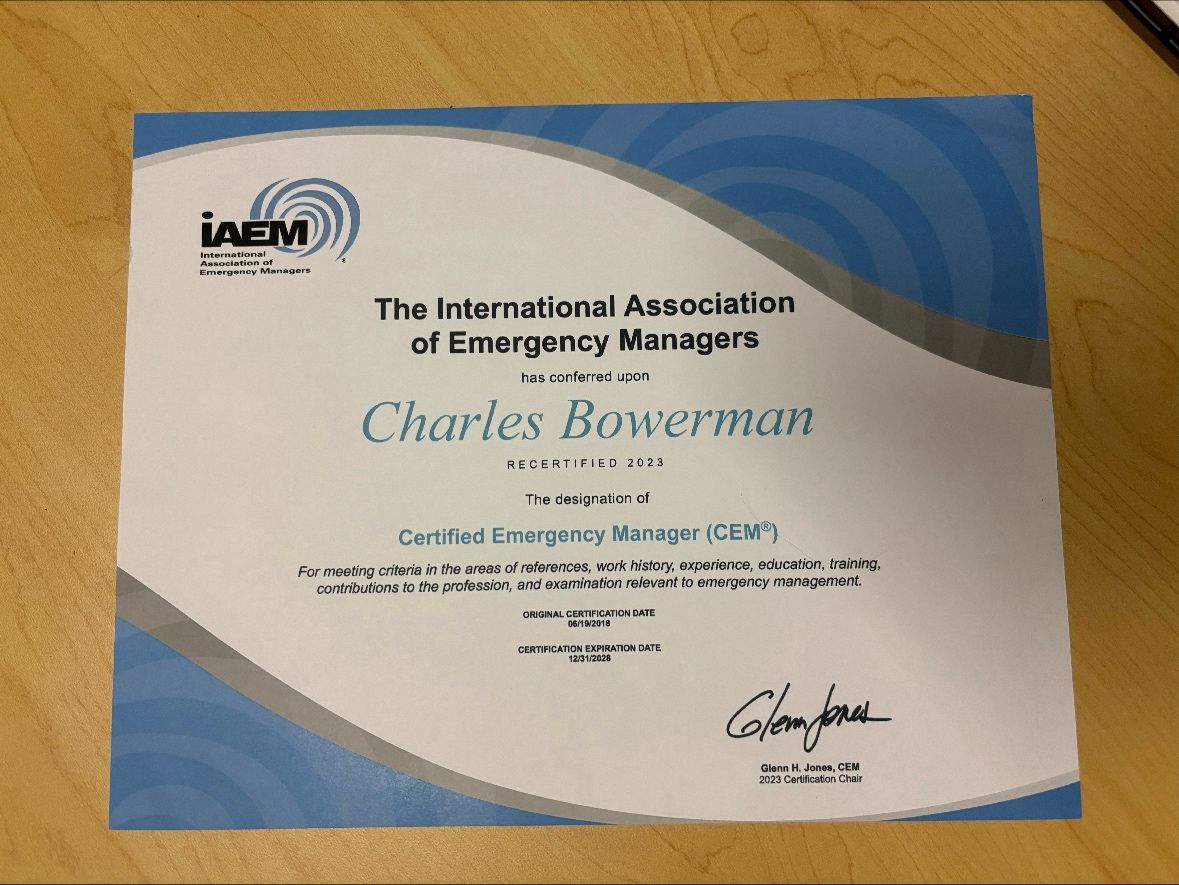 iAEM
International
Association of
Emergency Managers
®
The International Association
of Emergency Managers
has conferred upon
Charles Bowerman
RECERTIFIED 2023
The designation of
Certified Emergency Manager (CEM®)
For meeting criteria in the areas of references, work history, experience, education, training,
contributions to the profession, and examination relevant to emergency management.
ORIGINAL CERTIFICATION DATE
06/19/2018
CERTIFICATION EXPIRATION DATE
12/31/2028
Glenn Jones
Glenn H. Jones, CEM
2023 Certification Chair